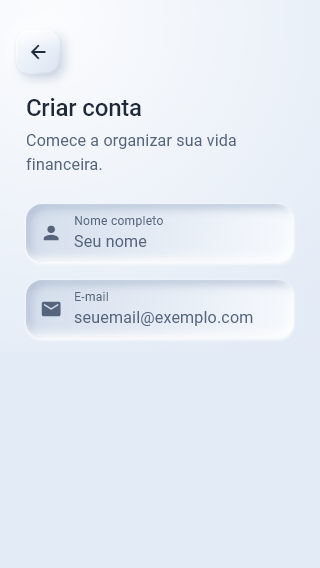 Criar conta
Comece a organizar sua vida
financeira.
Nome completo
Seu nome
E-mail
seuemail@exemplo.com